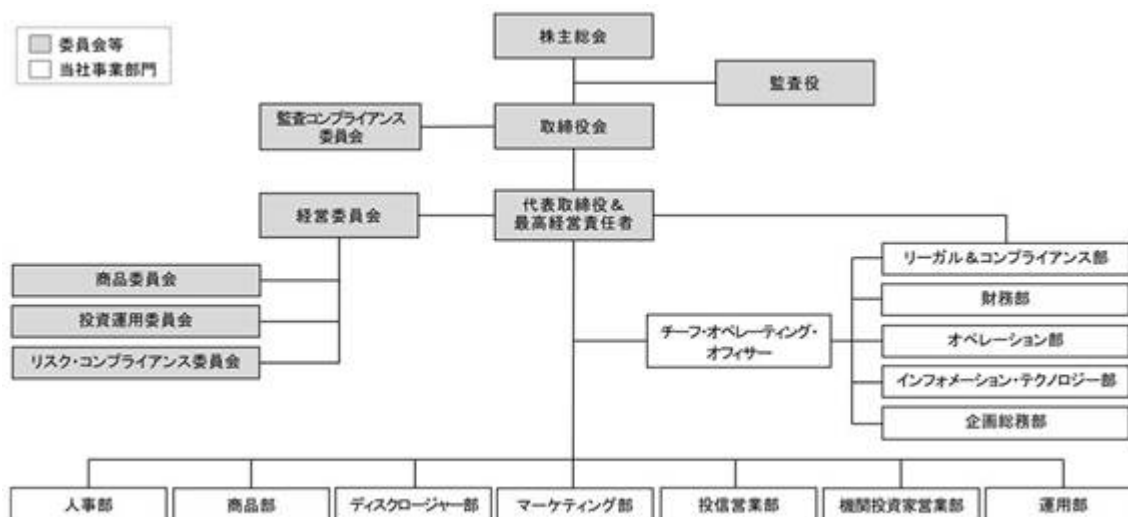 委員会等
当社事業部門
株主総会
監査役
監査コンプライアンス
委員会
取締役会
経営委員会
代表取締役＆
最高経営責任者
商品委員会
投資運用委員会
リスク・コンプライアンス委員会
チーフ・オペレーティング・
オフィサー
リーガル＆コンプライアンス部
財務部
オペレーション部
インフォメーション・テクノロジー部
企画総務部
人事部
商品部
ディスクロージャー部
マーケティング部
投信営業部
機関投資家営業部
運用部